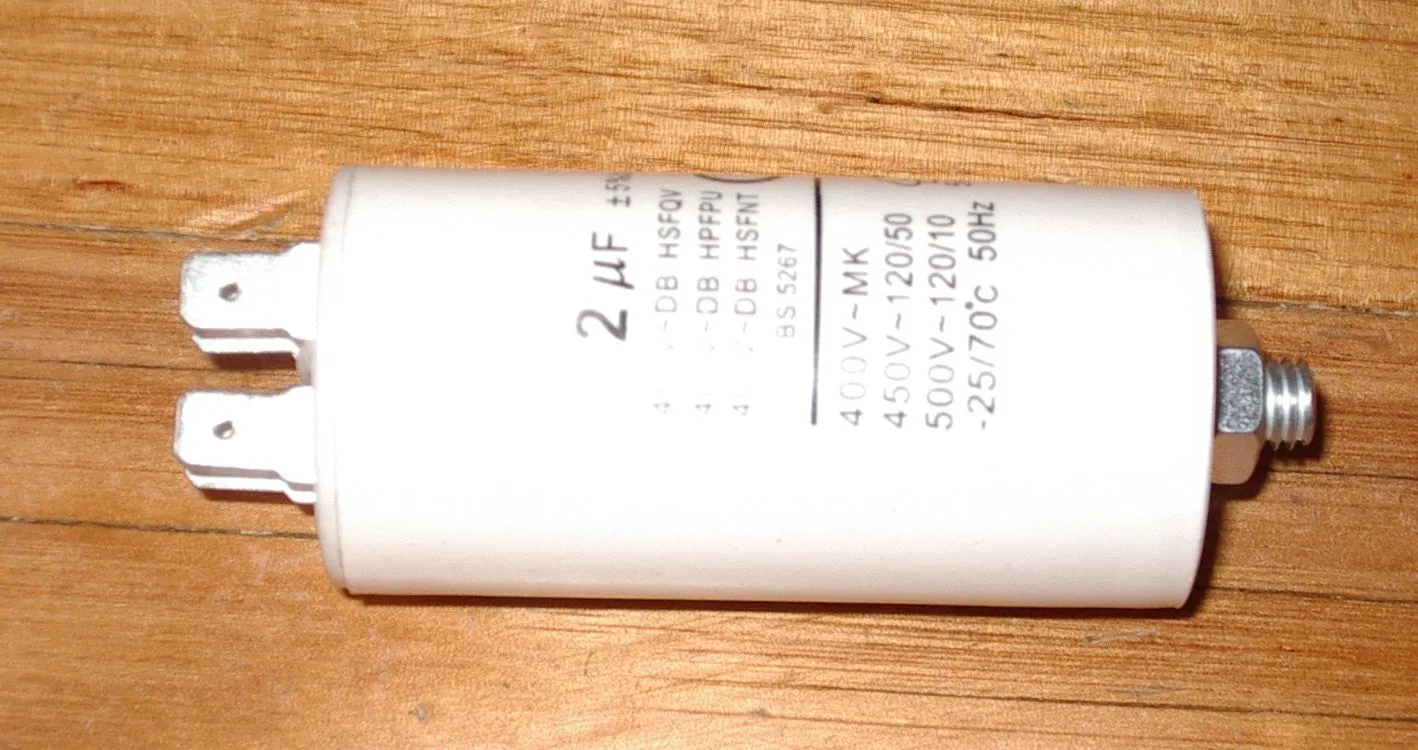 2 µF ±5%
V~DB HSFQV
V~DB HPFPU
V~DB HSFNT
BS 5267
400V~MK
450V~120/50
500V~120/10
-25/70°C 50Hz